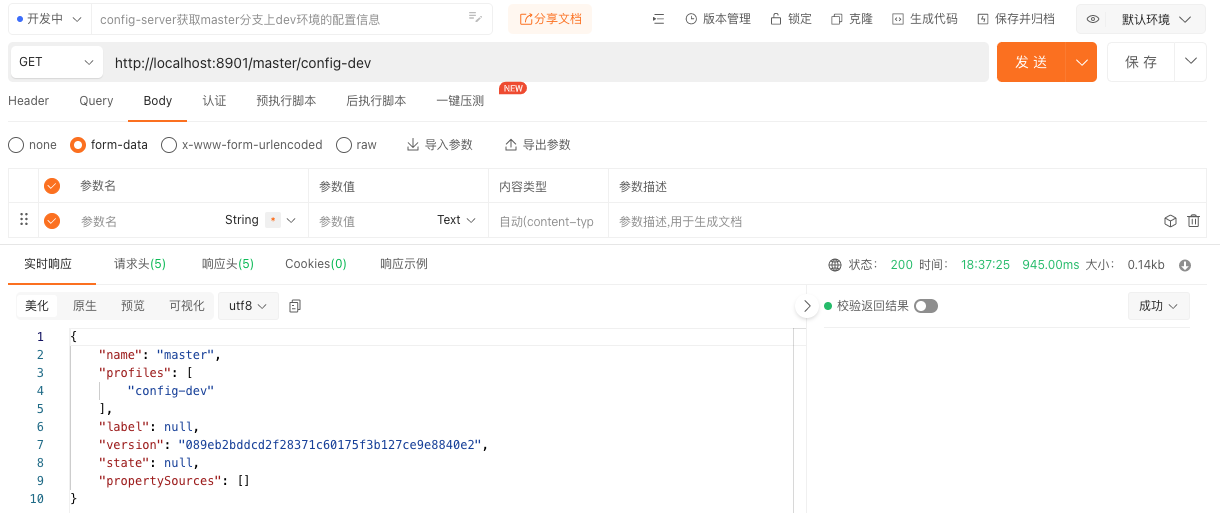 开发中 config-server获取master分支上dev环境的配置信息 分享文档 版本管理 锁定 克隆 生成代码 保存并归档 默认环境
GET http://localhost:8901/master/config-dev 发 送 保 存
Header Query Body 认证 预执行脚本 后执行脚本 一键压测 NEW
none form-data x-www-form-urlencoded raw 导入参数 导出参数
参数名 参数值 内容类型 参数描述
参数名 String * 参数值 Text 自动(content-typ 参数描述,用于生成文档
实时响应 请求头(5) 响应头(5) Cookies(0) 响应示例 状态: 200 时间: 18:37:25 945.00ms 大小: 0.14kb
美化 原生 预览 可视化 utf8 校验返回结果 成功
1 {
2 "name": "master",
3 "profiles": [
4 "config-dev"
5 ],
6 "label": null,
7 "version": "089eb2bddcd2f28371c60175f3b127ce9e8840e2",
8 "state": null,
9 "propertySources": []
10 }